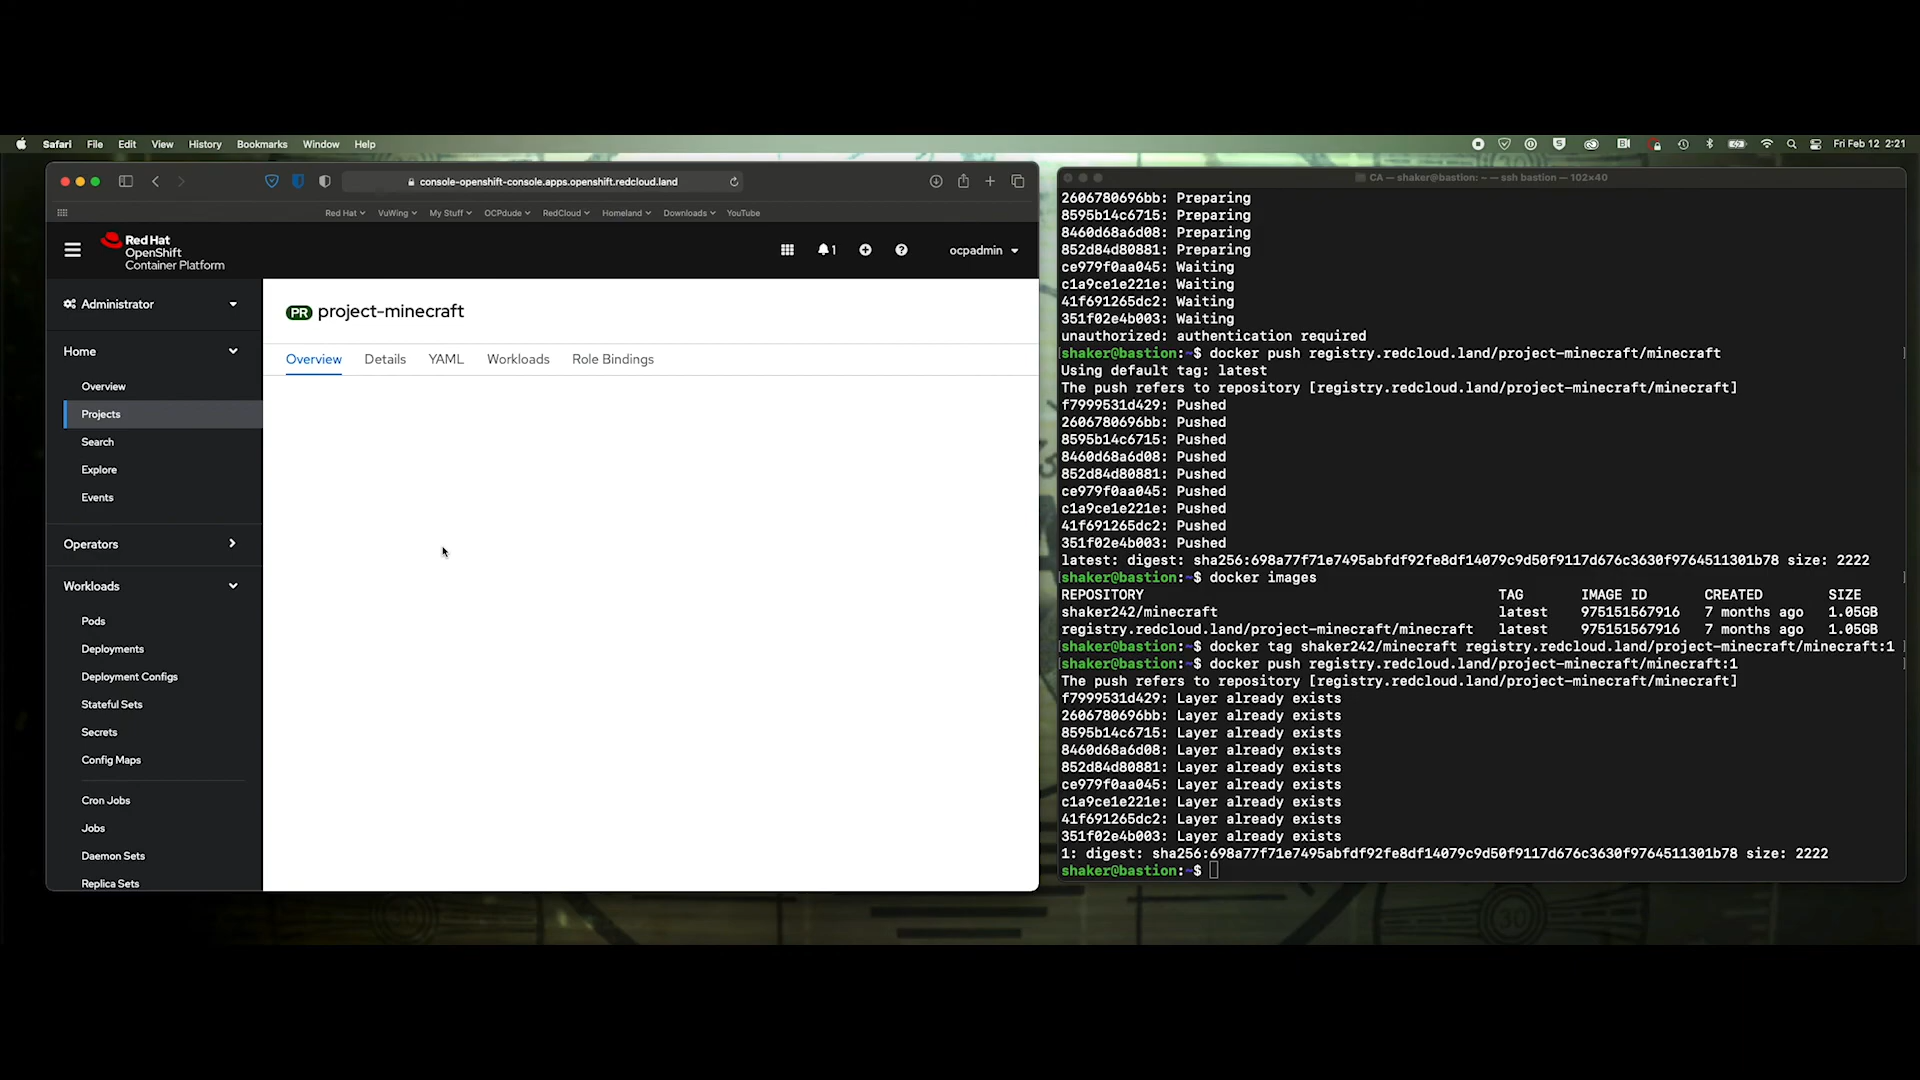 Safari File Edit View History Bookmarks Window Help
Fri Feb 12 2:21
console-openshift-console.apps.openshift.redcloud.land
Red Hat VuWing My Stuff OCPdude RedCloud Homeland Downloads YouTube
Red Hat
OpenShift
Container Platform
1
ocpadmin
Administrator
Home
Overview
Projects
Search
Explore
Events
Operators
Workloads
Pods
Deployments
Deployment Configs
Stateful Sets
Secrets
Config Maps
Cron Jobs
Jobs
Daemon Sets
Replica Sets
PR project-minecraft
Overview Details YAML Workloads Role Bindings
CA — shaker@bastion: ~ — ssh bastion — 102×40
2606780696bb: Preparing
8595b14c6715: Preparing
8460d68a6d08: Preparing
852d84d80881: Preparing
ce979f0aa045: Waiting
c1a9ce1e221e: Waiting
41f691265dc2: Waiting
351f02e4b003: Waiting
unauthorized: authentication required
[shaker@bastion:~$ docker push registry.redcloud.land/project-minecraft/minecraft ]
Using default tag: latest
The push refers to repository [registry.redcloud.land/project-minecraft/minecraft]
f7999531d429: Pushed
2606780696bb: Pushed
8595b14c6715: Pushed
8460d68a6d08: Pushed
852d84d80881: Pushed
ce979f0aa045: Pushed
c1a9ce1e221e: Pushed
41f691265dc2: Pushed
351f02e4b003: Pushed
latest: digest: sha256:698a77f71e7495abfdf92fe8df14079c9d50f9117d676c3630f9764511301b78 size: 2222
[shaker@bastion:~$ docker images ]
REPOSITORY TAG IMAGE ID CREATED SIZE
shaker242/minecraft latest 975151567916 7 months ago 1.05GB
registry.redcloud.land/project-minecraft/minecraft latest 975151567916 7 months ago 1.05GB
[shaker@bastion:~$ docker tag shaker242/minecraft registry.redcloud.land/project-minecraft/minecraft:1 ]
[shaker@bastion:~$ docker push registry.redcloud.land/project-minecraft/minecraft:1 ]
The push refers to repository [registry.redcloud.land/project-minecraft/minecraft]
f7999531d429: Layer already exists
2606780696bb: Layer already exists
8595b14c6715: Layer already exists
8460d68a6d08: Layer already exists
852d84d80881: Layer already exists
ce979f0aa045: Layer already exists
c1a9ce1e221e: Layer already exists
41f691265dc2: Layer already exists
351f02e4b003: Layer already exists
1: digest: sha256:698a77f71e7495abfdf92fe8df14079c9d50f9117d676c3630f9764511301b78 size: 2222
shaker@bastion:~$
30